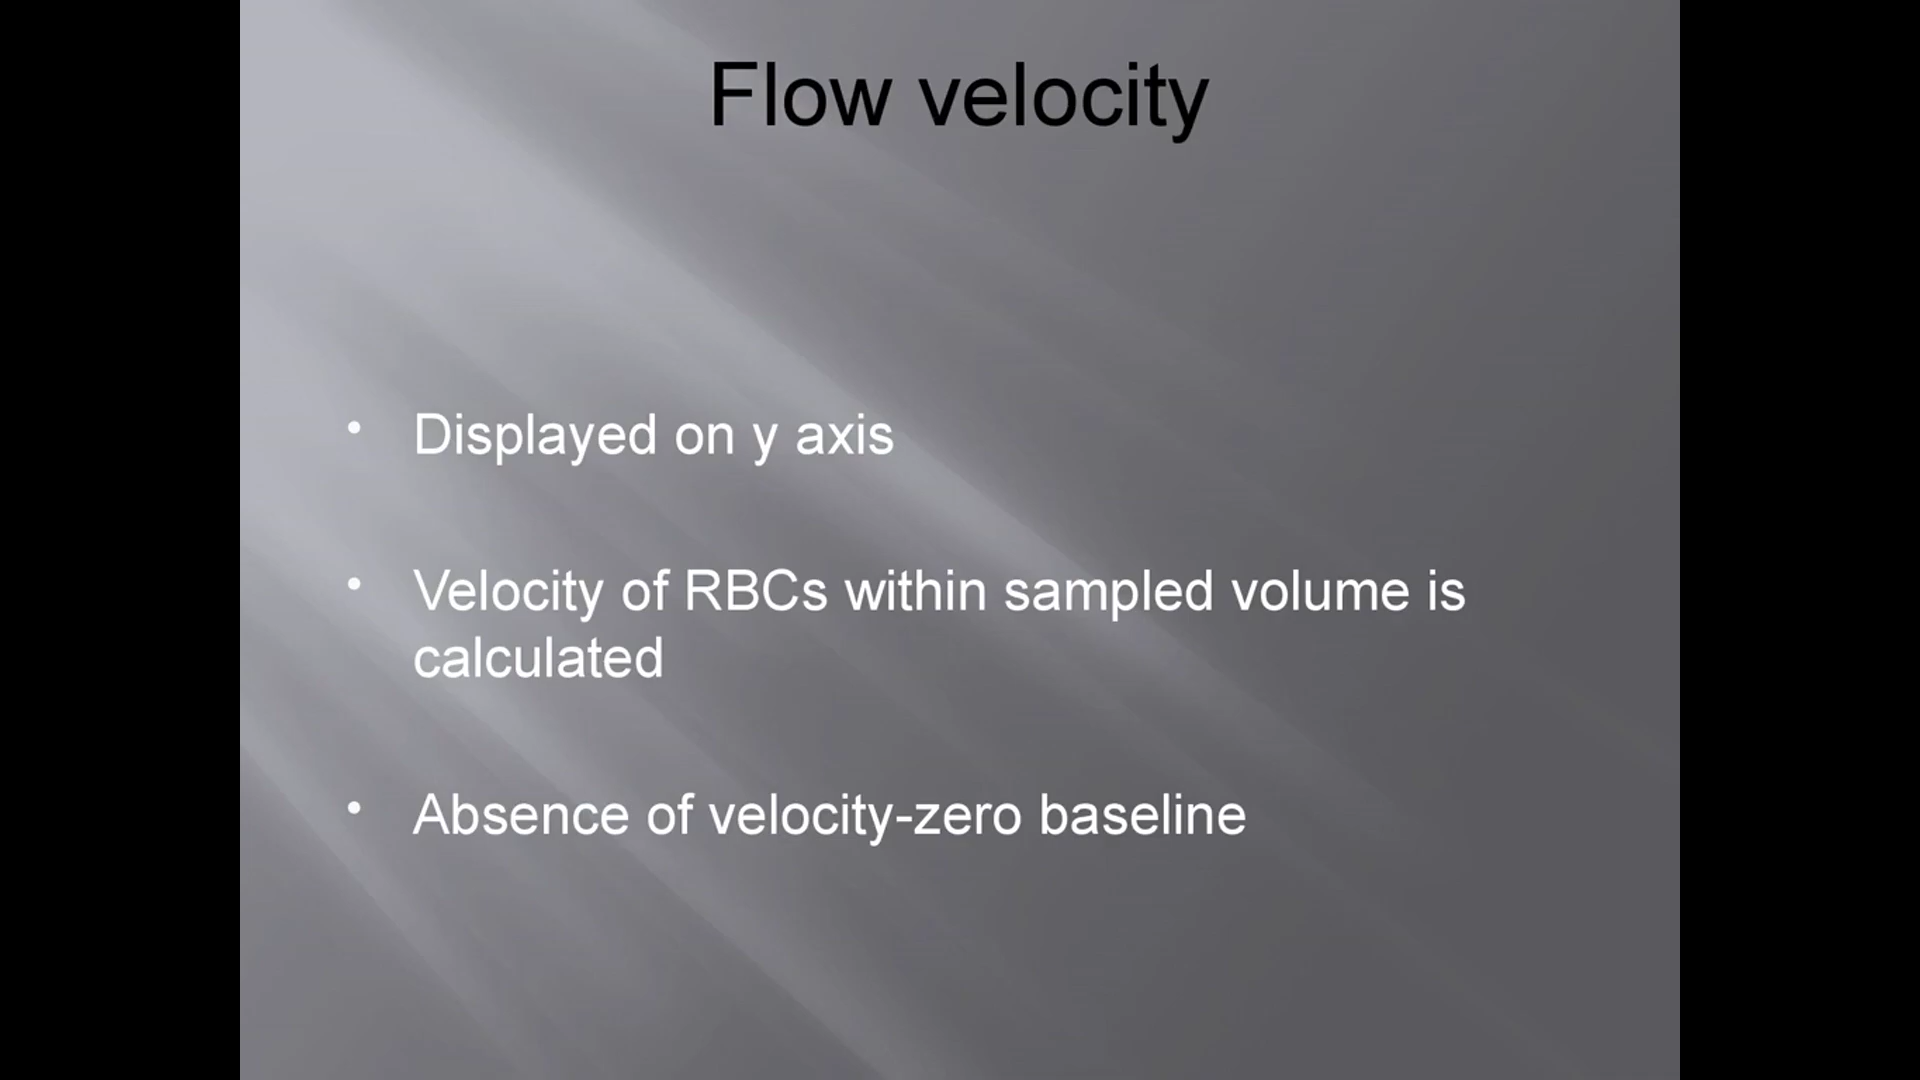 Flow velocity
• Displayed on y axis
• Velocity of RBCs within sampled volume is
calculated
• Absence of velocity-zero baseline